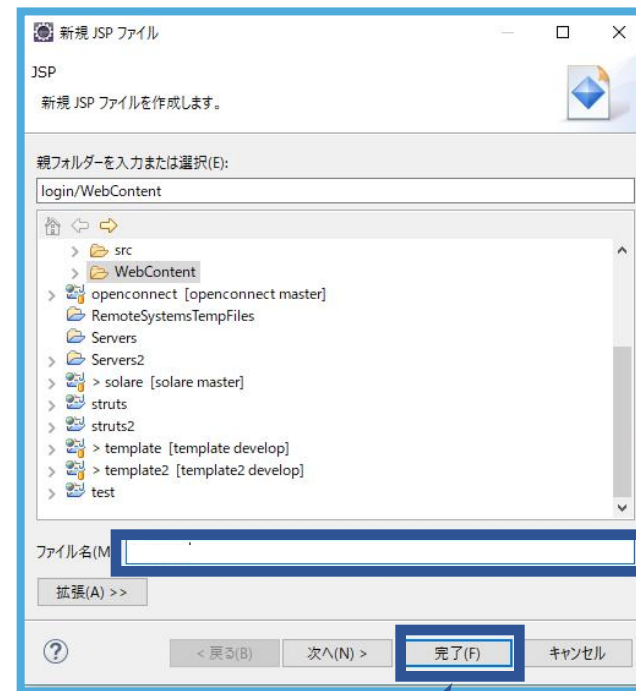 新規 JSP ファイル
JSP
新規 JSP ファイルを作成します。
親フォルダーを入力または選択(E):
login/WebContent
src
WebContent
openconnect [openconnect master]
RemoteSystemsTempFiles
Servers
Servers2
> solare [solare master]
struts
struts2
> template [template develop]
> template2 [template2 develop]
test
ファイル名(M
拡張(A) >>
< 戻る(B) 次へ(N) > 完了(F) キャンセル